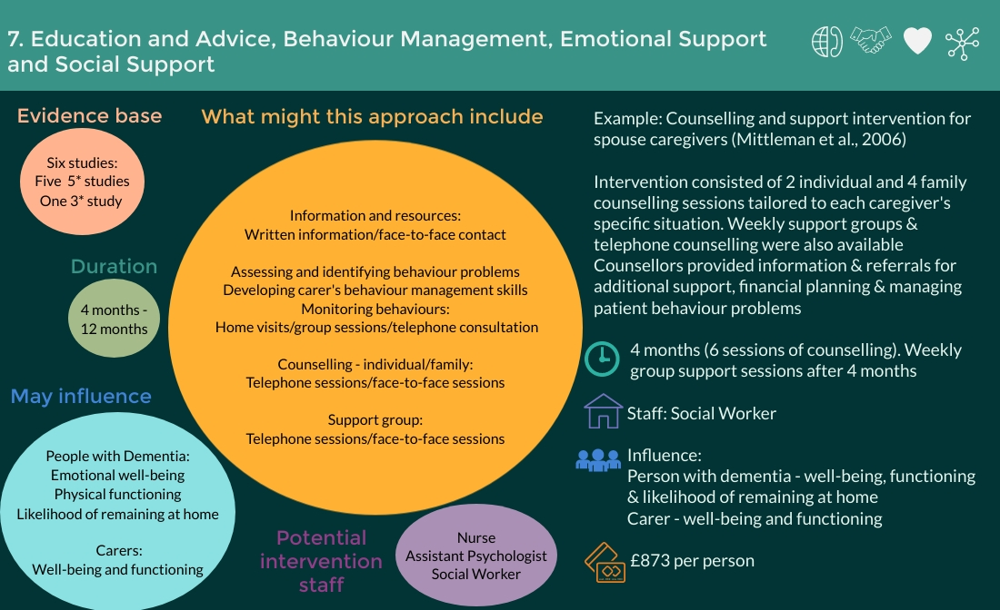 7. Education and Advice, Behaviour Management, Emotional Support
and Social Support
Evidence base
Six studies:
Five  5* studies
One 3* study
Duration
4 months -
12 months
May influence
People with Dementia:
Emotional well-being
Physical functioning
Likelihood of remaining at home
Carers:
Well-being and functioning
What might this approach include
Information and resources:
Written information/face-to-face contact
Assessing and identifying behaviour problems
Developing carer's behaviour management skills
Monitoring behaviours:
Home visits/group sessions/telephone consultation
Counselling - individual/family:
Telephone sessions/face-to-face sessions
Support group:
Telephone sessions/face-to-face sessions
Potential
intervention
staff
Nurse
Assistant Psychologist
Social Worker
Example: Counselling and support intervention for
spouse caregivers (Mittleman et al., 2006)
Intervention consisted of 2 individual and 4 family
counselling sessions tailored to each caregiver's
specific situation. Weekly support groups &
telephone counselling were also available
Counsellors provided information & referrals for
additional support, financial planning & managing
patient behaviour problems
4 months (6 sessions of counselling). Weekly
group support sessions after 4 months
Staff: Social Worker
Influence:
Person with dementia - well-being, functioning
& likelihood of remaining at home
Carer - well-being and functioning
£873 per person